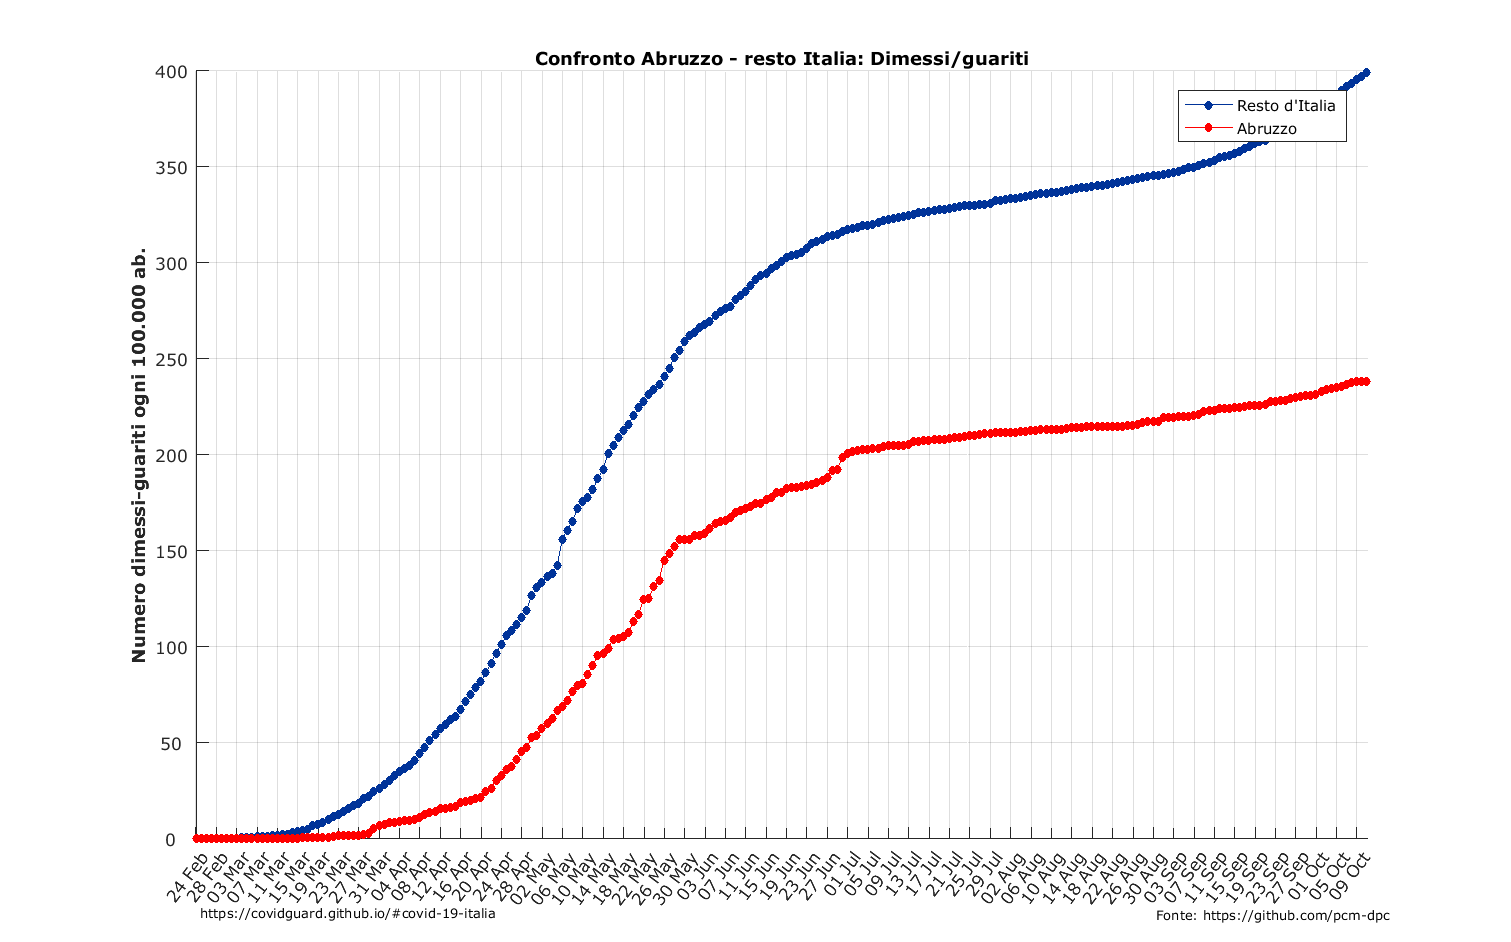 Confronto Abruzzo - resto Italia: Dimessi/guariti
Numero dimessi-guariti ogni 100.000 ab.
400
350
300
250
200
150
100
50
0
Resto d'Italia
Abruzzo
24 Feb
28 Feb
03 Mar
07 Mar
11 Mar
15 Mar
19 Mar
23 Mar
27 Mar
31 Mar
04 Apr
08 Apr
12 Apr
16 Apr
20 Apr
24 Apr
28 Apr
02 May
06 May
10 May
14 May
18 May
22 May
26 May
30 May
03 Jun
07 Jun
11 Jun
15 Jun
19 Jun
23 Jun
27 Jun
01 Jul
05 Jul
09 Jul
13 Jul
17 Jul
21 Jul
25 Jul
29 Jul
02 Aug
06 Aug
10 Aug
14 Aug
18 Aug
22 Aug
26 Aug
30 Aug
03 Sep
07 Sep
11 Sep
15 Sep
19 Sep
23 Sep
27 Sep
01 Oct
05 Oct
09 Oct
https://covidguard.github.io/#covid-19-italia
Fonte: https://github.com/pcm-dpc